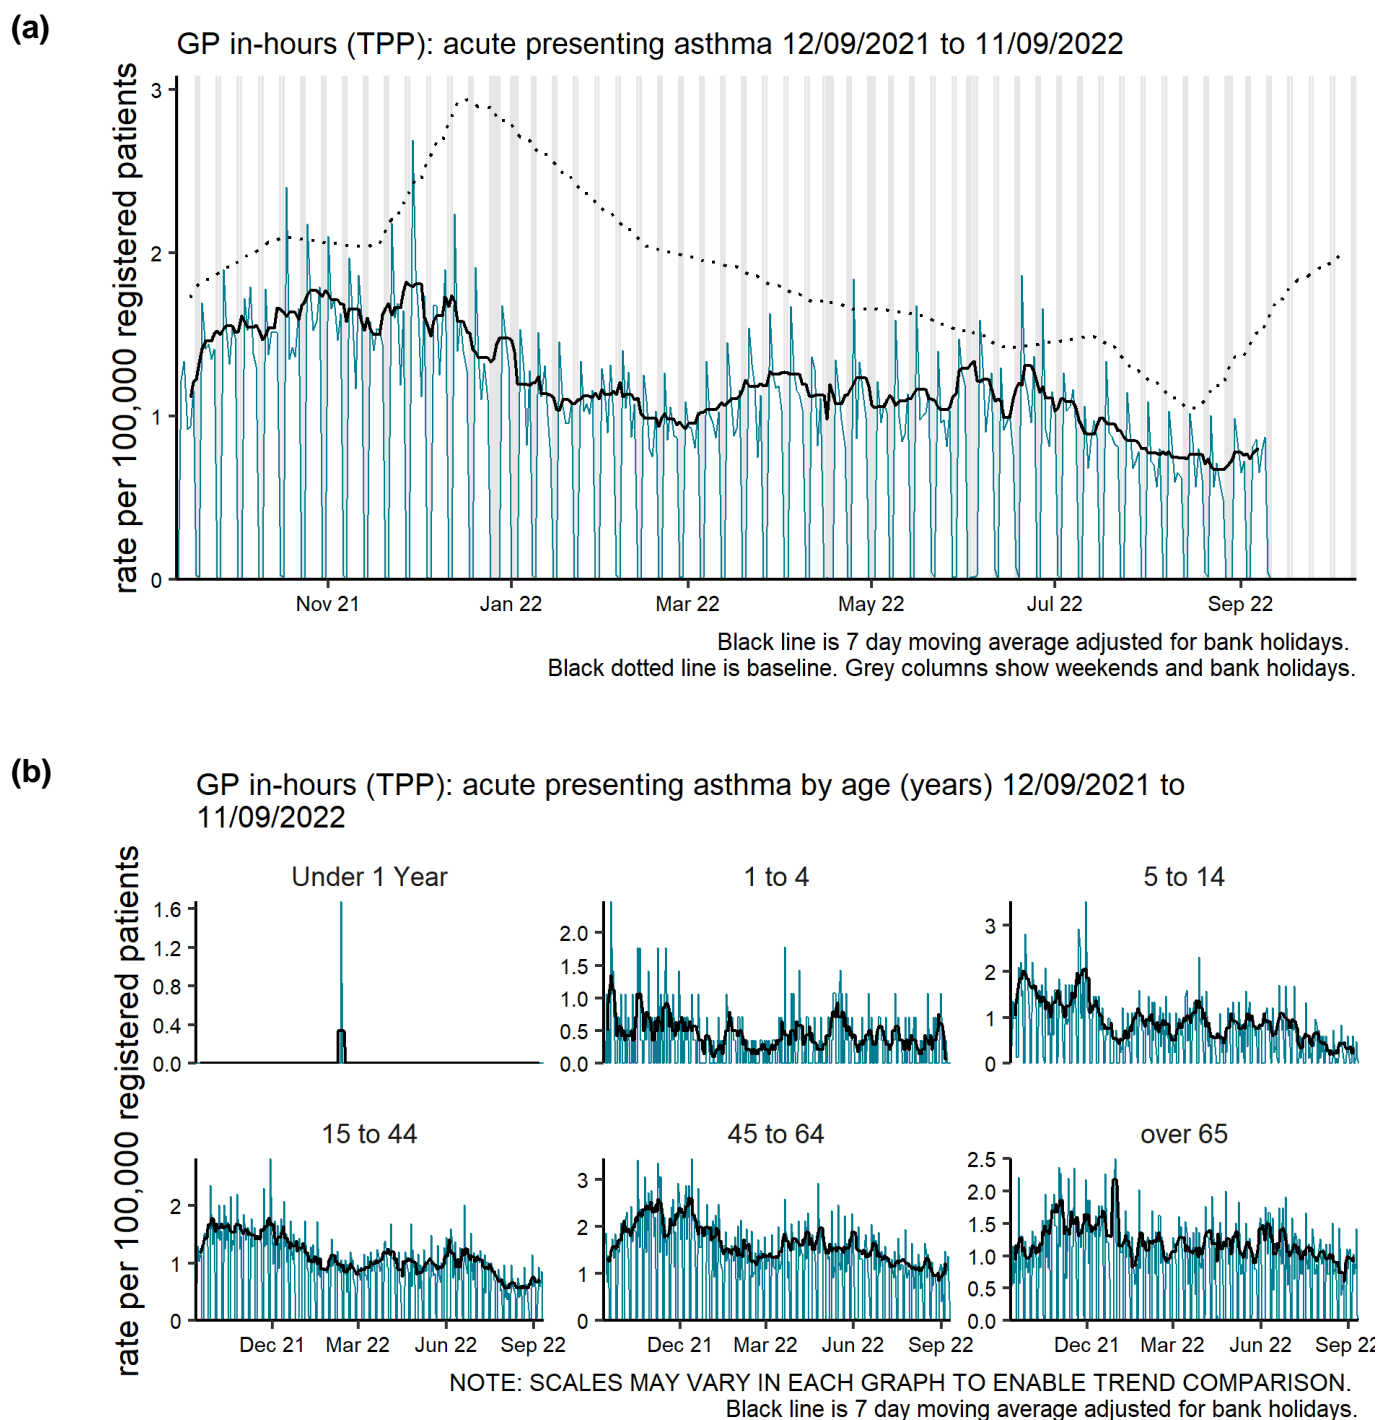 (a)
GP in-hours (TPP): acute presenting asthma 12/09/2021 to 11/09/2022
rate per 100,000 registered patients
3
2
1
0
Nov 21 Jan 22 Mar 22 May 22 Jul 22 Sep 22
Black line is 7 day moving average adjusted for bank holidays.
Black dotted line is baseline. Grey columns show weekends and bank holidays.
(b)
GP in-hours (TPP): acute presenting asthma by age (years) 12/09/2021 to
11/09/2022
rate per 100,000 registered patients
Under 1 Year
1.6
1.2
0.8
0.4
0.0
1 to 4
2.0
1.5
1.0
0.5
0.0
5 to 14
3
2
1
0
15 to 44
2
1
0
Dec 21 Mar 22 Jun 22 Sep 22
45 to 64
3
2
1
0
Dec 21 Mar 22 Jun 22 Sep 22
over 65
2.5
2.0
1.5
1.0
0.5
0.0
Dec 21 Mar 22 Jun 22 Sep 22
NOTE: SCALES MAY VARY IN EACH GRAPH TO ENABLE TREND COMPARISON.
Black line is 7 day moving average adjusted for bank holidays.